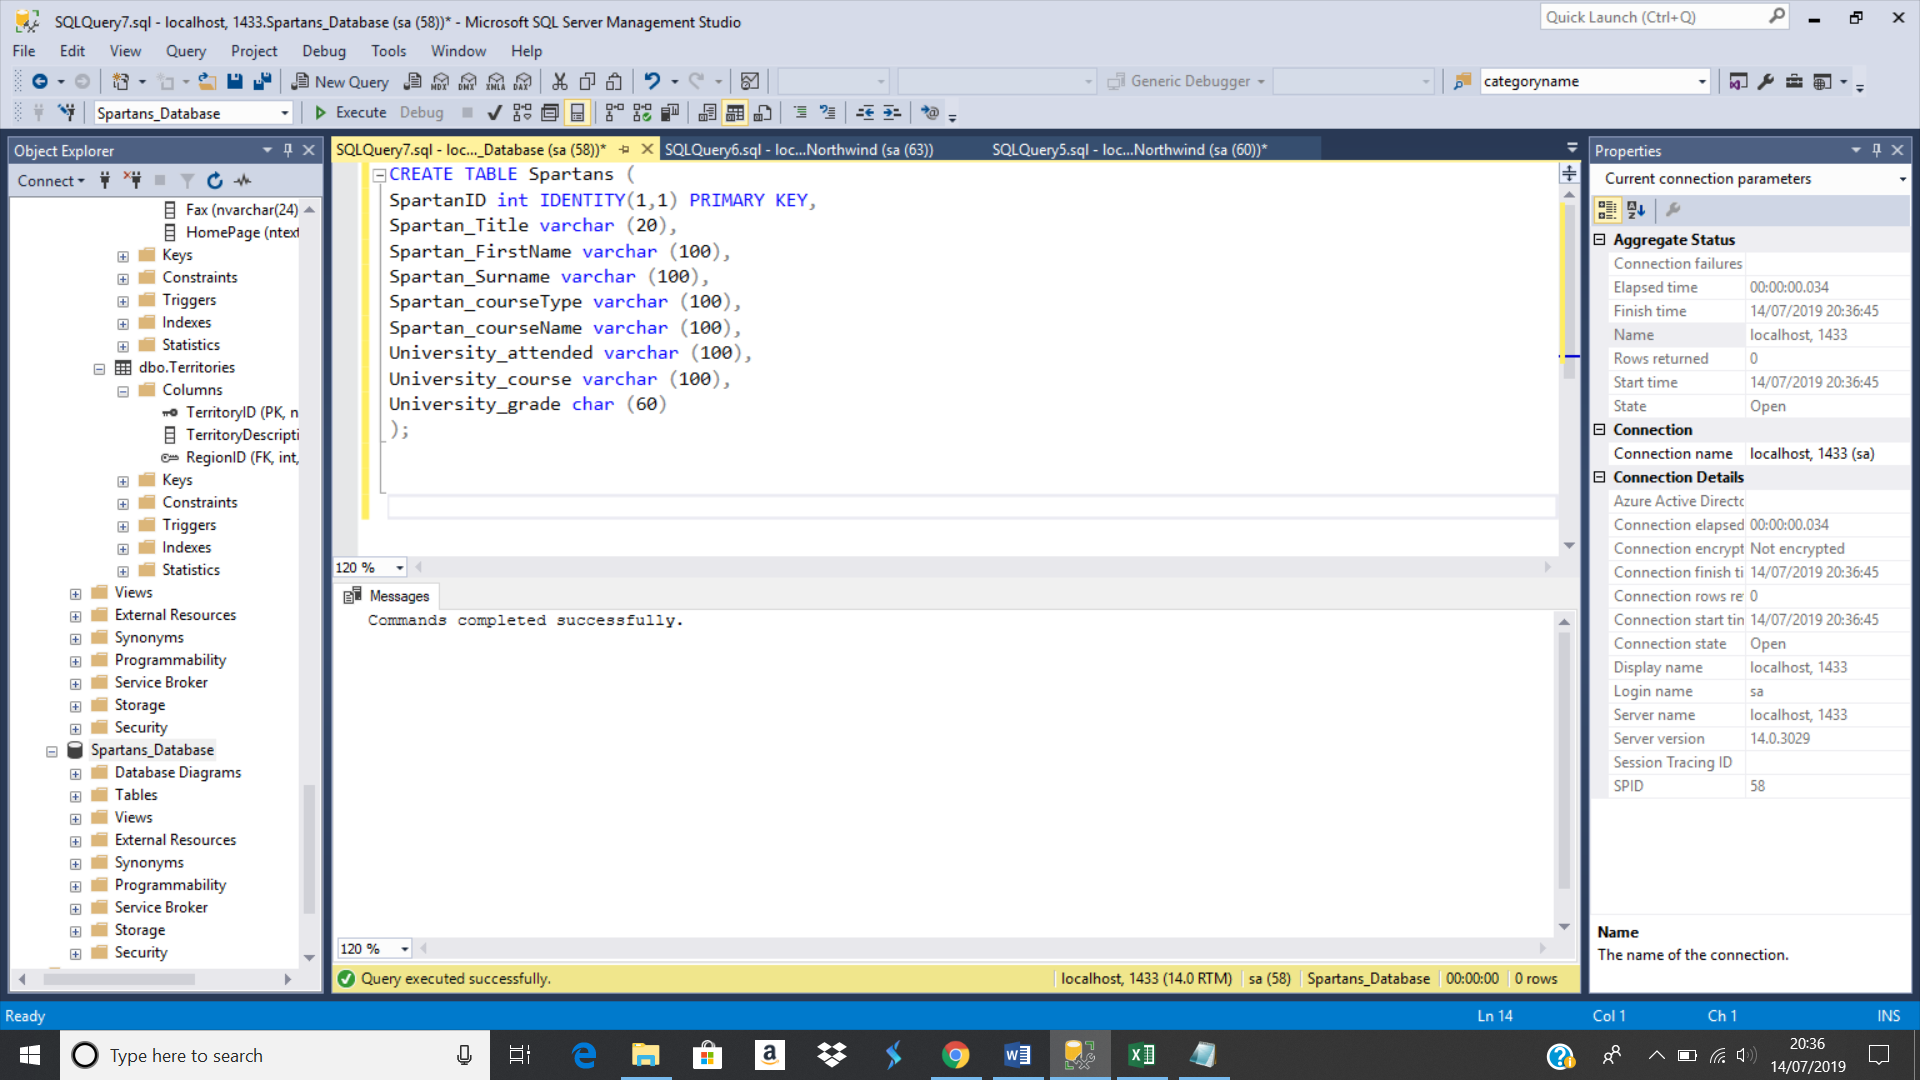 SQLQuery7.sql - localhost, 1433.Spartans_Database (sa (58))* - Microsoft SQL Server Management Studio
Quick Launch (Ctrl+Q)
File Edit View Query Project Debug Tools Window Help
New Query
MDX DMX XMLA DAX
Generic Debugger
categoryname
Spartans_Database
Execute Debug
Object Explorer
Connect
Fax (nvarchar(24)
HomePage (ntext
Keys
Constraints
Triggers
Indexes
Statistics
dbo.Territories
Columns
TerritoryID (PK, n
TerritoryDescripti
RegionID (FK, int,
Keys
Constraints
Triggers
Indexes
Statistics
Views
External Resources
Synonyms
Programmability
Service Broker
Storage
Security
Spartans_Database
Database Diagrams
Tables
Views
External Resources
Synonyms
Programmability
Service Broker
Storage
Security
SQLQuery7.sql - loc..._Database (sa (58))* SQLQuery6.sql - loc...Northwind (sa (63)) SQLQuery5.sql - loc...Northwind (sa (60))*
CREATE TABLE Spartans (
SpartanID int IDENTITY(1,1) PRIMARY KEY,
Spartan_Title varchar (20),
Spartan_FirstName varchar (100),
Spartan_Surname varchar (100),
Spartan_courseType varchar (100),
Spartan_courseName varchar (100),
University_attended varchar (100),
University_course varchar (100),
University_grade char (60)
);
120 %
Messages
Commands completed successfully.
120 %
Query executed successfully.
localhost, 1433 (14.0 RTM) sa (58) Spartans_Database 00:00:00 0 rows
Properties
Current connection parameters
Aggregate Status
Connection failures
Elapsed time 00:00:00.034
Finish time 14/07/2019 20:36:45
Name localhost, 1433
Rows returned 0
Start time 14/07/2019 20:36:45
State Open
Connection
Connection name localhost, 1433 (sa)
Connection Details
Azure Active Directo
Connection elapsed 00:00:00.034
Connection encrypt Not encrypted
Connection finish ti 14/07/2019 20:36:45
Connection rows re 0
Connection start tin 14/07/2019 20:36:45
Connection state Open
Display name localhost, 1433
Login name sa
Server name localhost, 1433
Server version 14.0.3029
Session Tracing ID
SPID 58
Name
The name of the connection.
Ready
Ln 14 Col 1 Ch 1 INS
Type here to search
20:36
14/07/2019